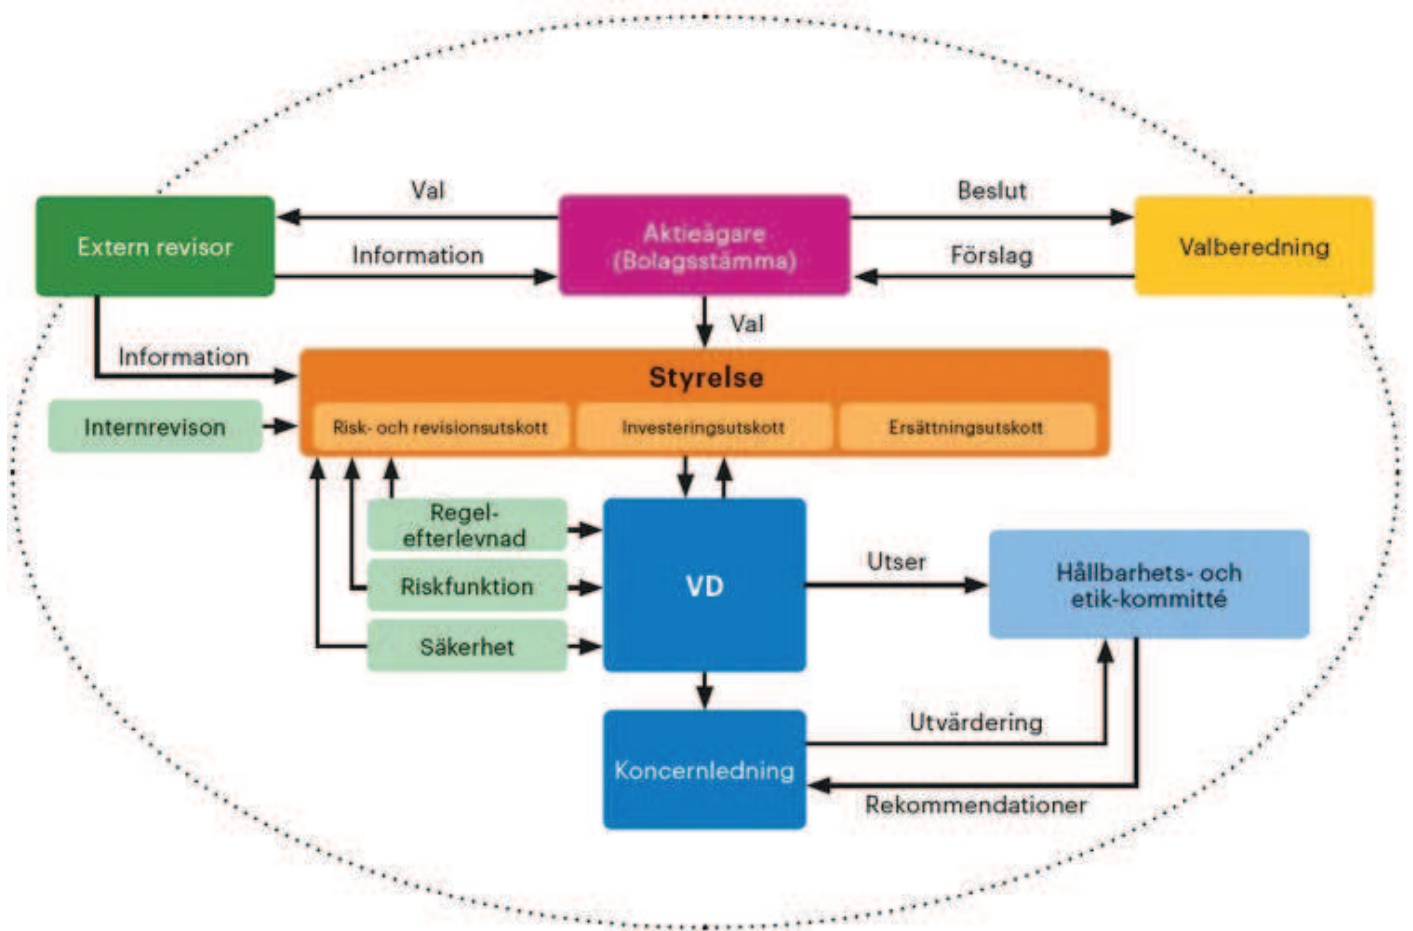 Val
Beslut
Extern revisor
Aktieägare
(Bolagsstämma)
Valberedning
Information
Förslag
Val
Information
Styrelse
Internrevison
Risk- och revisionsutskott
Investeringsutskott
Ersättningsutskott
Regel-
efterlevnad
Riskfunktion
Säkerhet
VD
Utser
Hållbarhets- och
etik-kommitté
Utvärdering
Koncernledning
Rekommendationer